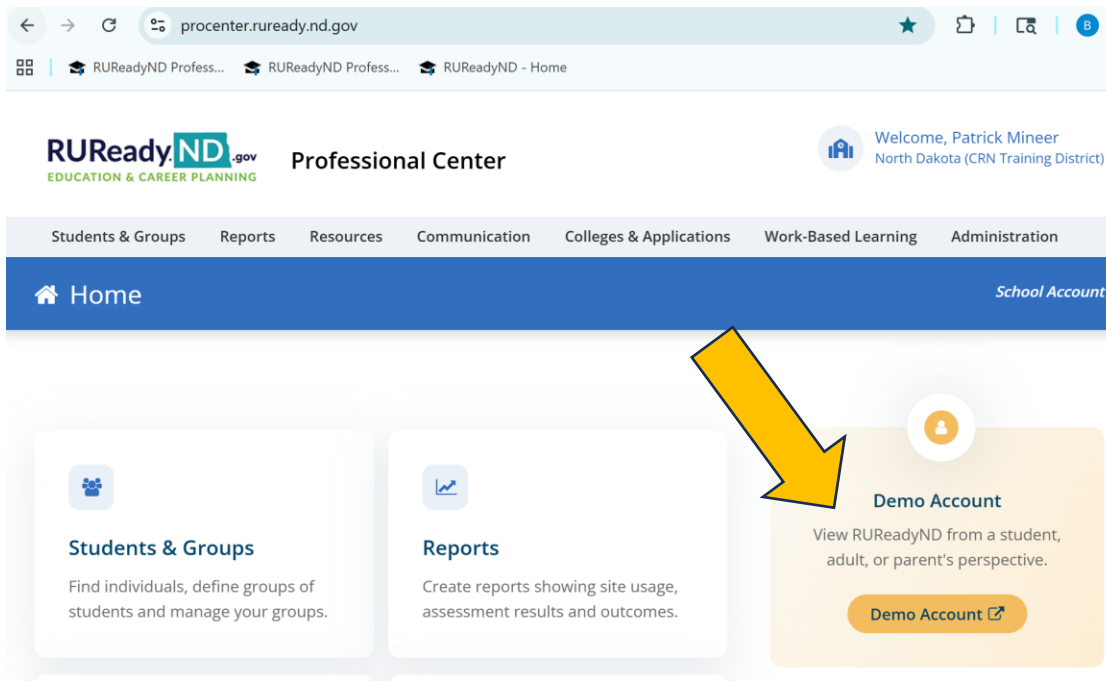 procenter.ruready.nd.gov
B
RUReadyND Profess...
RUReadyND Profess...
RUReadyND - Home
RUReady.ND.gov
EDUCATION & CAREER PLANNING
Professional Center
Welcome, Patrick Mineer
North Dakota (CRN Training District)
Students & Groups
Reports
Resources
Communication
Colleges & Applications
Work-Based Learning
Administration
Home
School Account
Students & Groups
Find individuals, define groups of
students and manage your groups.
Reports
Create reports showing site usage,
assessment results and outcomes.
Demo Account
View RUReadyND from a student,
adult, or parent's perspective.
Demo Account